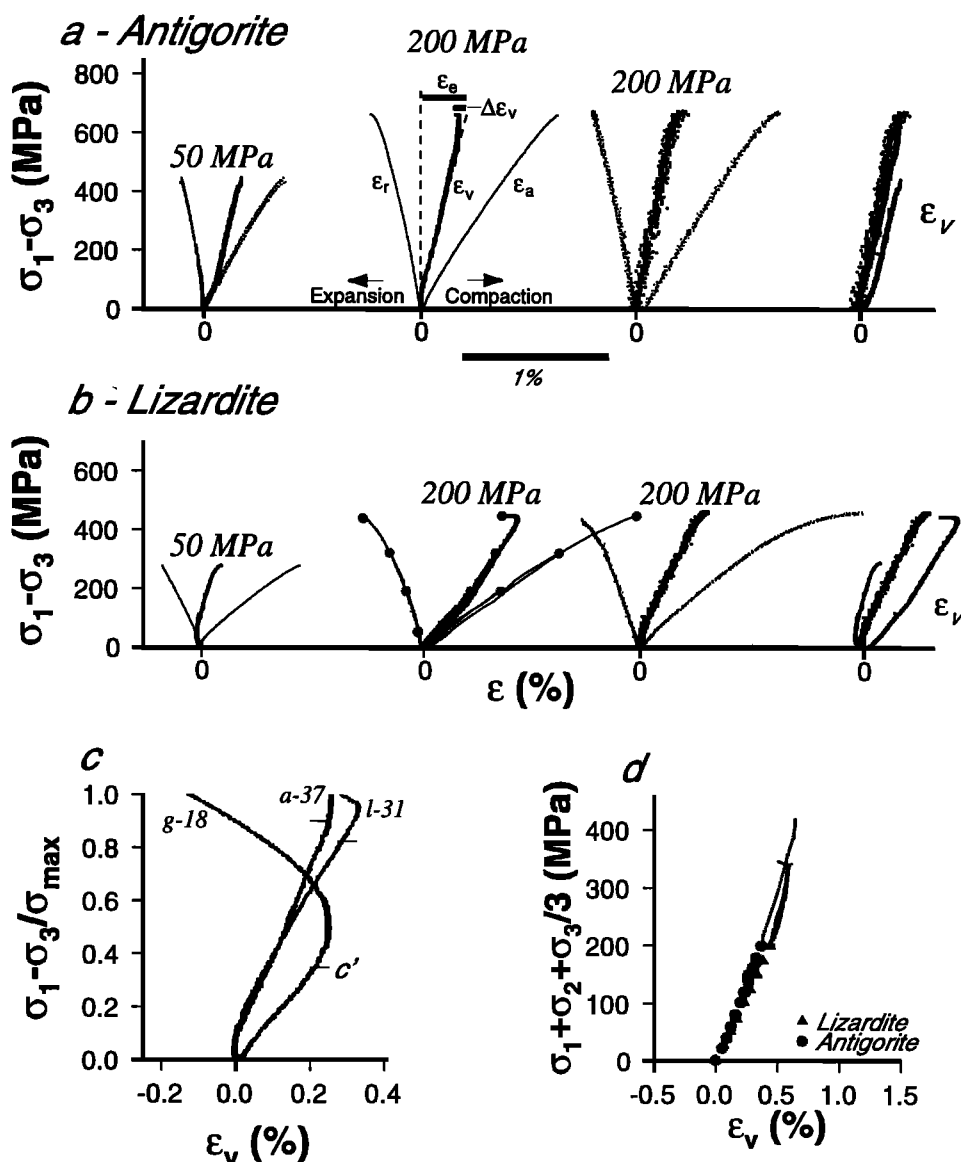 a - Antigorite
200 MPa
800
600
400
200
0
σ1-σ3 (MPa)
50 MPa
εe
Δεv
εr
εv
εa
200 MPa
εv
Expansion
Compaction
0
0
0
0
1%
b - Lizardite
600
400
200
0
σ1-σ3 (MPa)
50 MPa
200 MPa
200 MPa
εv
0
0
0
0
ε (%)
c
1.0
0.8
0.6
0.4
0.2
0.0
σ1-σ3/σmax
g-18
a-37
l-31
c'
-0.2
0.0
0.2
0.4
εv (%)
d
400
300
200
100
0
σ1+σ2+σ3/3 (MPa)
Lizardite
Antigorite
-0.5
0.0
0.5
1.0
1.5
εv (%)